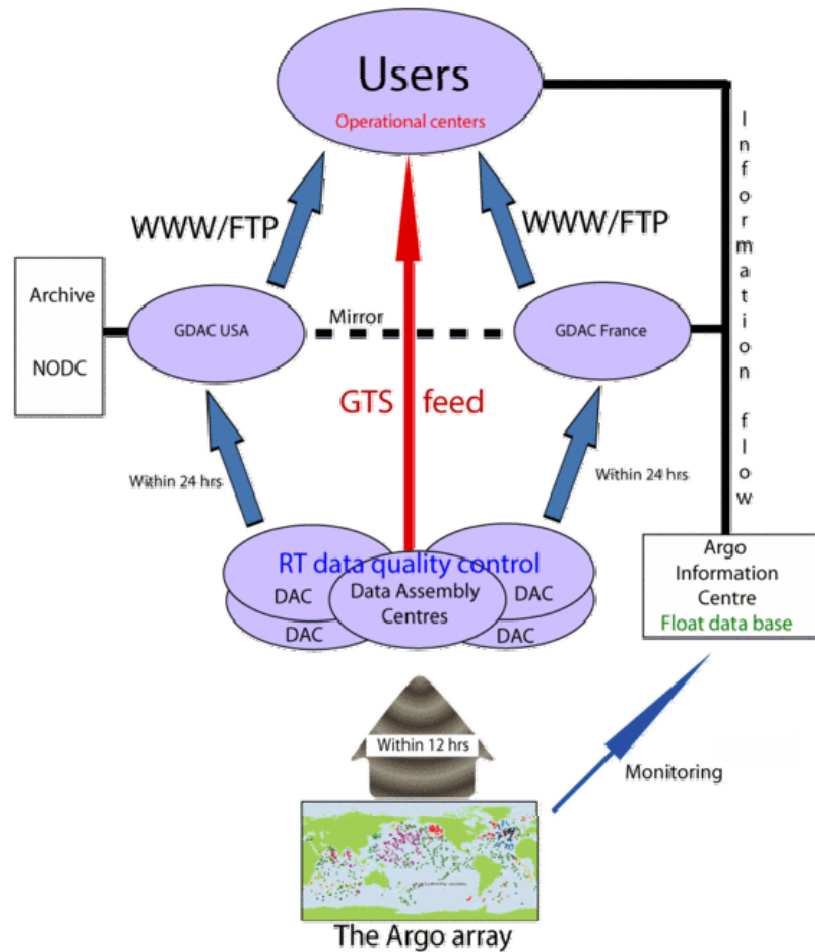 Users
Operational centers
WWW/FTP
WWW/FTP
Information flow
Archive
NODC
GDAC USA
Mirror
GDAC France
GTS feed
Within 24 hrs
Within 24 hrs
RT data quality control
DAC
Data Assembly
Centres
DAC
DAC
DAC
Argo
Information
Centre
Float data base
Within 12 hrs
Monitoring
The Argo array